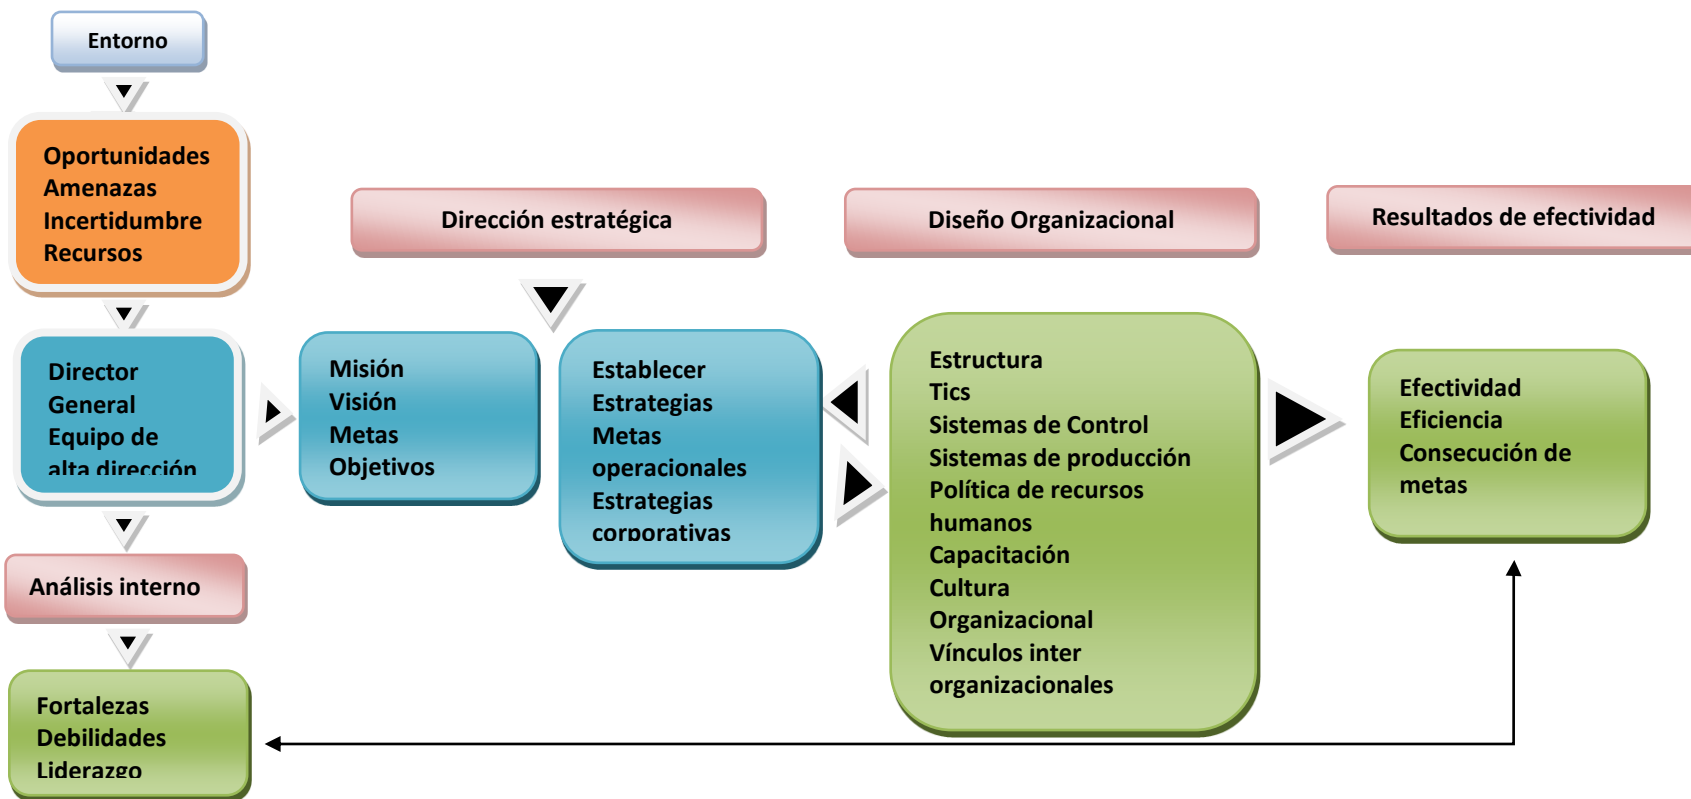 Entorno
Oportunidades
Amenazas
Incertidumbre
Recursos
Director
General
Equipo de
alta dirección
Análisis interno
Fortalezas
Debilidades
Liderazgo
Dirección estratégica
Misión
Visión
Metas
Objetivos
Establecer
Estrategias
Metas
operacionales
Estrategias
corporativas
Diseño Organizacional
Estructura
Tics
Sistemas de Control
Sistemas de producción
Política de recursos
humanos
Capacitación
Cultura
Organizacional
Vínculos inter
organizacionales
Resultados de efectividad
Efectividad
Eficiencia
Consecución de
metas